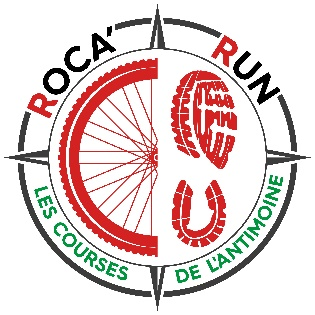 ROCA' RUN
LES COURSES DE L'ANTIMOINE